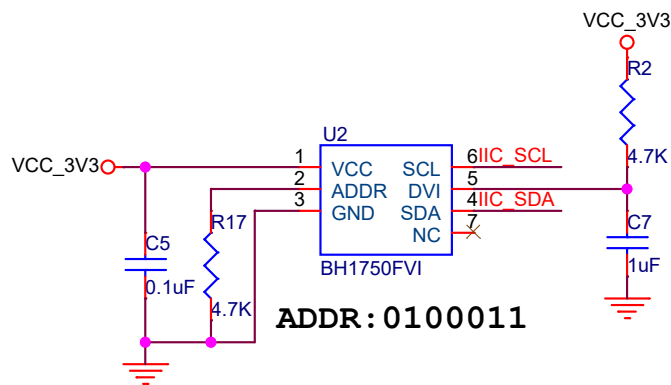 VCC_3V3
R2
4.7K
U2
VCC_3V3
1
VCC
SCL
6
IIC_SCL
2
ADDR
DVI
5
3
GND
SDA
4
IIC_SDA
NC
7
R17
C5
0.1uF
4.7K
BH1750FVI
C7
1uF
ADDR:0100011